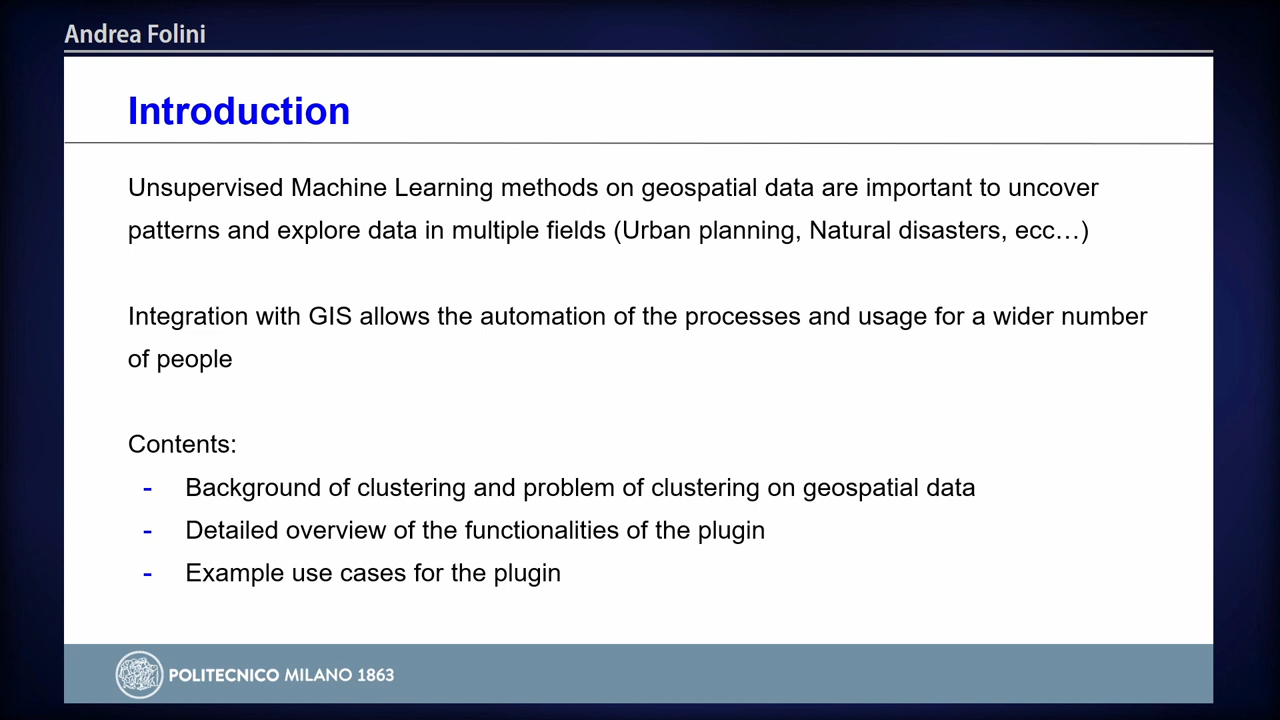 Andrea Folini
Introduction
Unsupervised Machine Learning methods on geospatial data are important to uncover
patterns and explore data in multiple fields (Urban planning, Natural disasters, ecc…)
Integration with GIS allows the automation of the processes and usage for a wider number
of people
Contents:
- Background of clustering and problem of clustering on geospatial data
- Detailed overview of the functionalities of the plugin
- Example use cases for the plugin
POLITECNICO MILANO 1863